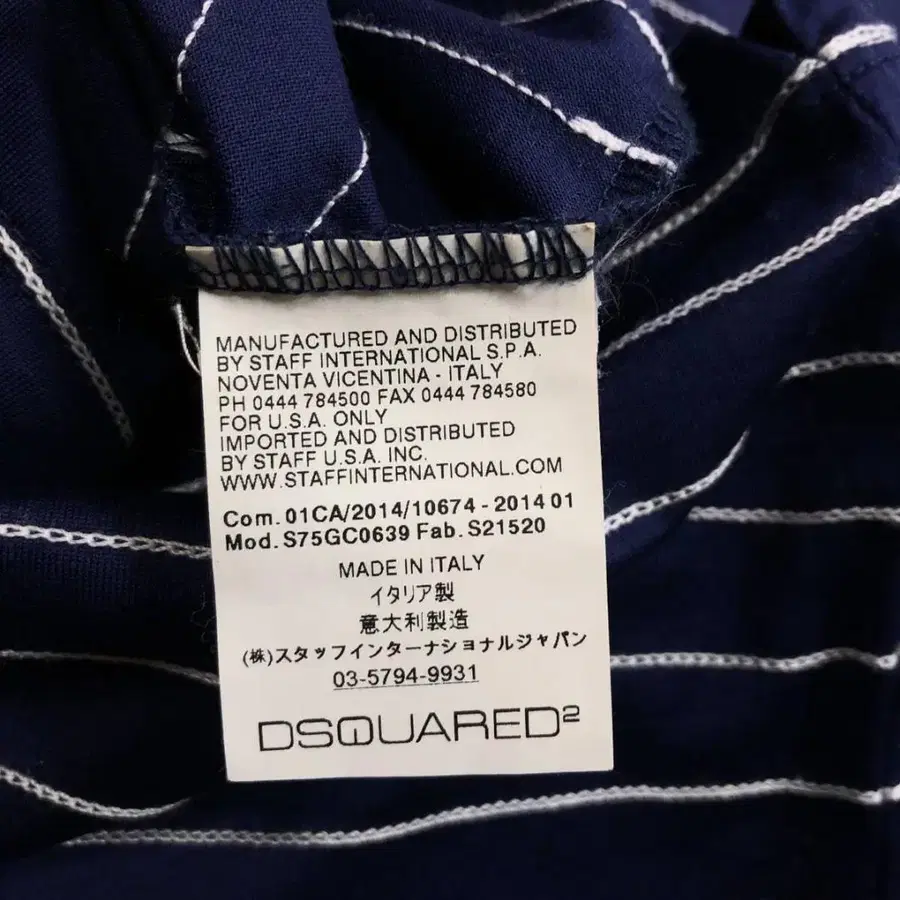 MANUFACTURED AND DISTRIBUTED
BY STAFF INTERNATIONAL S.P.A.
NOVENTA VICENTINA - ITALY
PH 0444 784500 FAX 0444 784580
FOR U.S.A. ONLY
IMPORTED AND DISTRIBUTED
BY STAFF U.S.A. INC.
WWW.STAFFINTERNATIONAL.COM
Com. 01CA/2014/10674 - 2014 01
Mod. S75GC0639 Fab. S21520
MADE IN ITALY
イタリア製
意大利製造
(株)スタッフインターナショナルジャパン
03-5794-9931
DSQUARED²